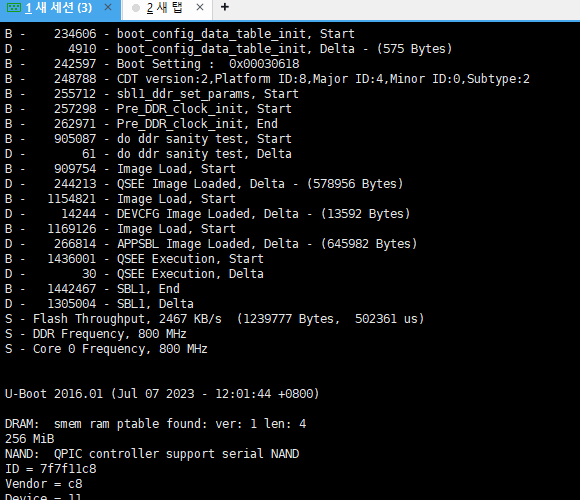 1 새 세션 (3) × 2 새 탭 × +
B -    234606 - boot_config_data_table_init, Start
D -      4910 - boot_config_data_table_init, Delta - (575 Bytes)
B -    242597 - Boot Setting :  0x00030618
B -    248788 - CDT version:2,Platform ID:8,Major ID:4,Minor ID:0,Subtype:2
B -    255712 - sbl1_ddr_set_params, Start
B -    257298 - Pre_DDR_clock_init, Start
B -    262971 - Pre_DDR_clock_init, End
B -    905087 - do ddr sanity test, Start
D -        61 - do ddr sanity test, Delta
B -    909754 - Image Load, Start
D -    244213 - QSEE Image Loaded, Delta - (578956 Bytes)
B -   1154821 - Image Load, Start
D -     14244 - DEVCFG Image Loaded, Delta - (13592 Bytes)
B -   1169126 - Image Load, Start
D -    266814 - APPSBL Image Loaded, Delta - (645982 Bytes)
B -   1436001 - QSEE Execution, Start
D -        30 - QSEE Execution, Delta
B -   1442467 - SBL1, End
D -   1305004 - SBL1, Delta
S - Flash Throughput, 2467 KB/s  (1239777 Bytes,  502361 us)
S - DDR Frequency, 800 MHz
S - Core 0 Frequency, 800 MHz
U-Boot 2016.01 (Jul 07 2023 - 12:01:44 +0800)
DRAM:  smem ram ptable found: ver: 1 len: 4
256 MiB
NAND:  QPIC controller support serial NAND
ID = 7f7f11c8
Vendor = c8
Device = 11